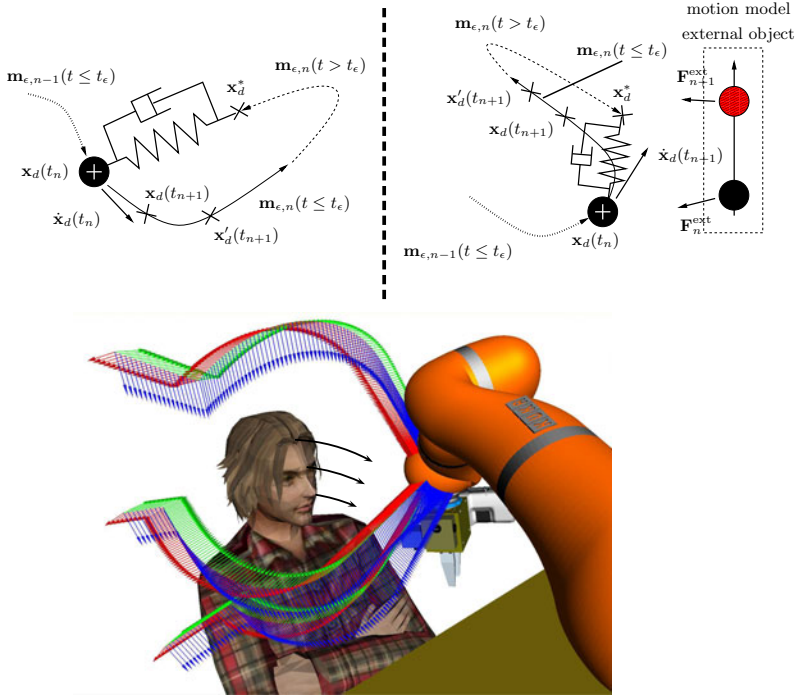 m_{ε,n−1}(t ≤ t_ε)
m_{ε,n}(t > t_ε)
x_d^*
x_d(t_n)
x_d(t_{n+1})
ẋ_d(t_n)
m_{ε,n}(t ≤ t_ε)
x′_d(t_{n+1})
m_{ε,n}(t > t_ε)
m_{ε,n}(t ≤ t_ε)
x_d^*
x′_d(t_{n+1})
x_d(t_{n+1})
ẋ_d(t_{n+1})
m_{ε,n−1}(t ≤ t_ε)
x_d(t_n)
motion model
external object
F_{n+1}^{ext}
F_n^{ext}